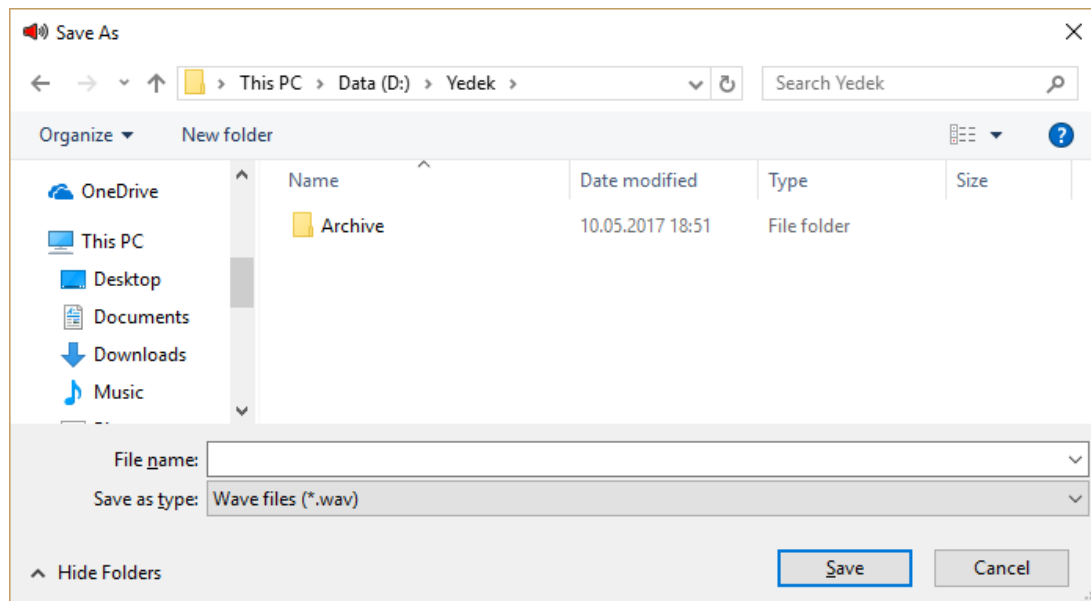 Save As
This PC > Data (D:) > Yedek >
Search Yedek
Organize
New folder
OneDrive
This PC
Desktop
Documents
Downloads
Music
Name Date modified Type Size
Archive 10.05.2017 18:51 File folder
File name:
Save as type: Wave files (*.wav)
Hide Folders
Save
Cancel